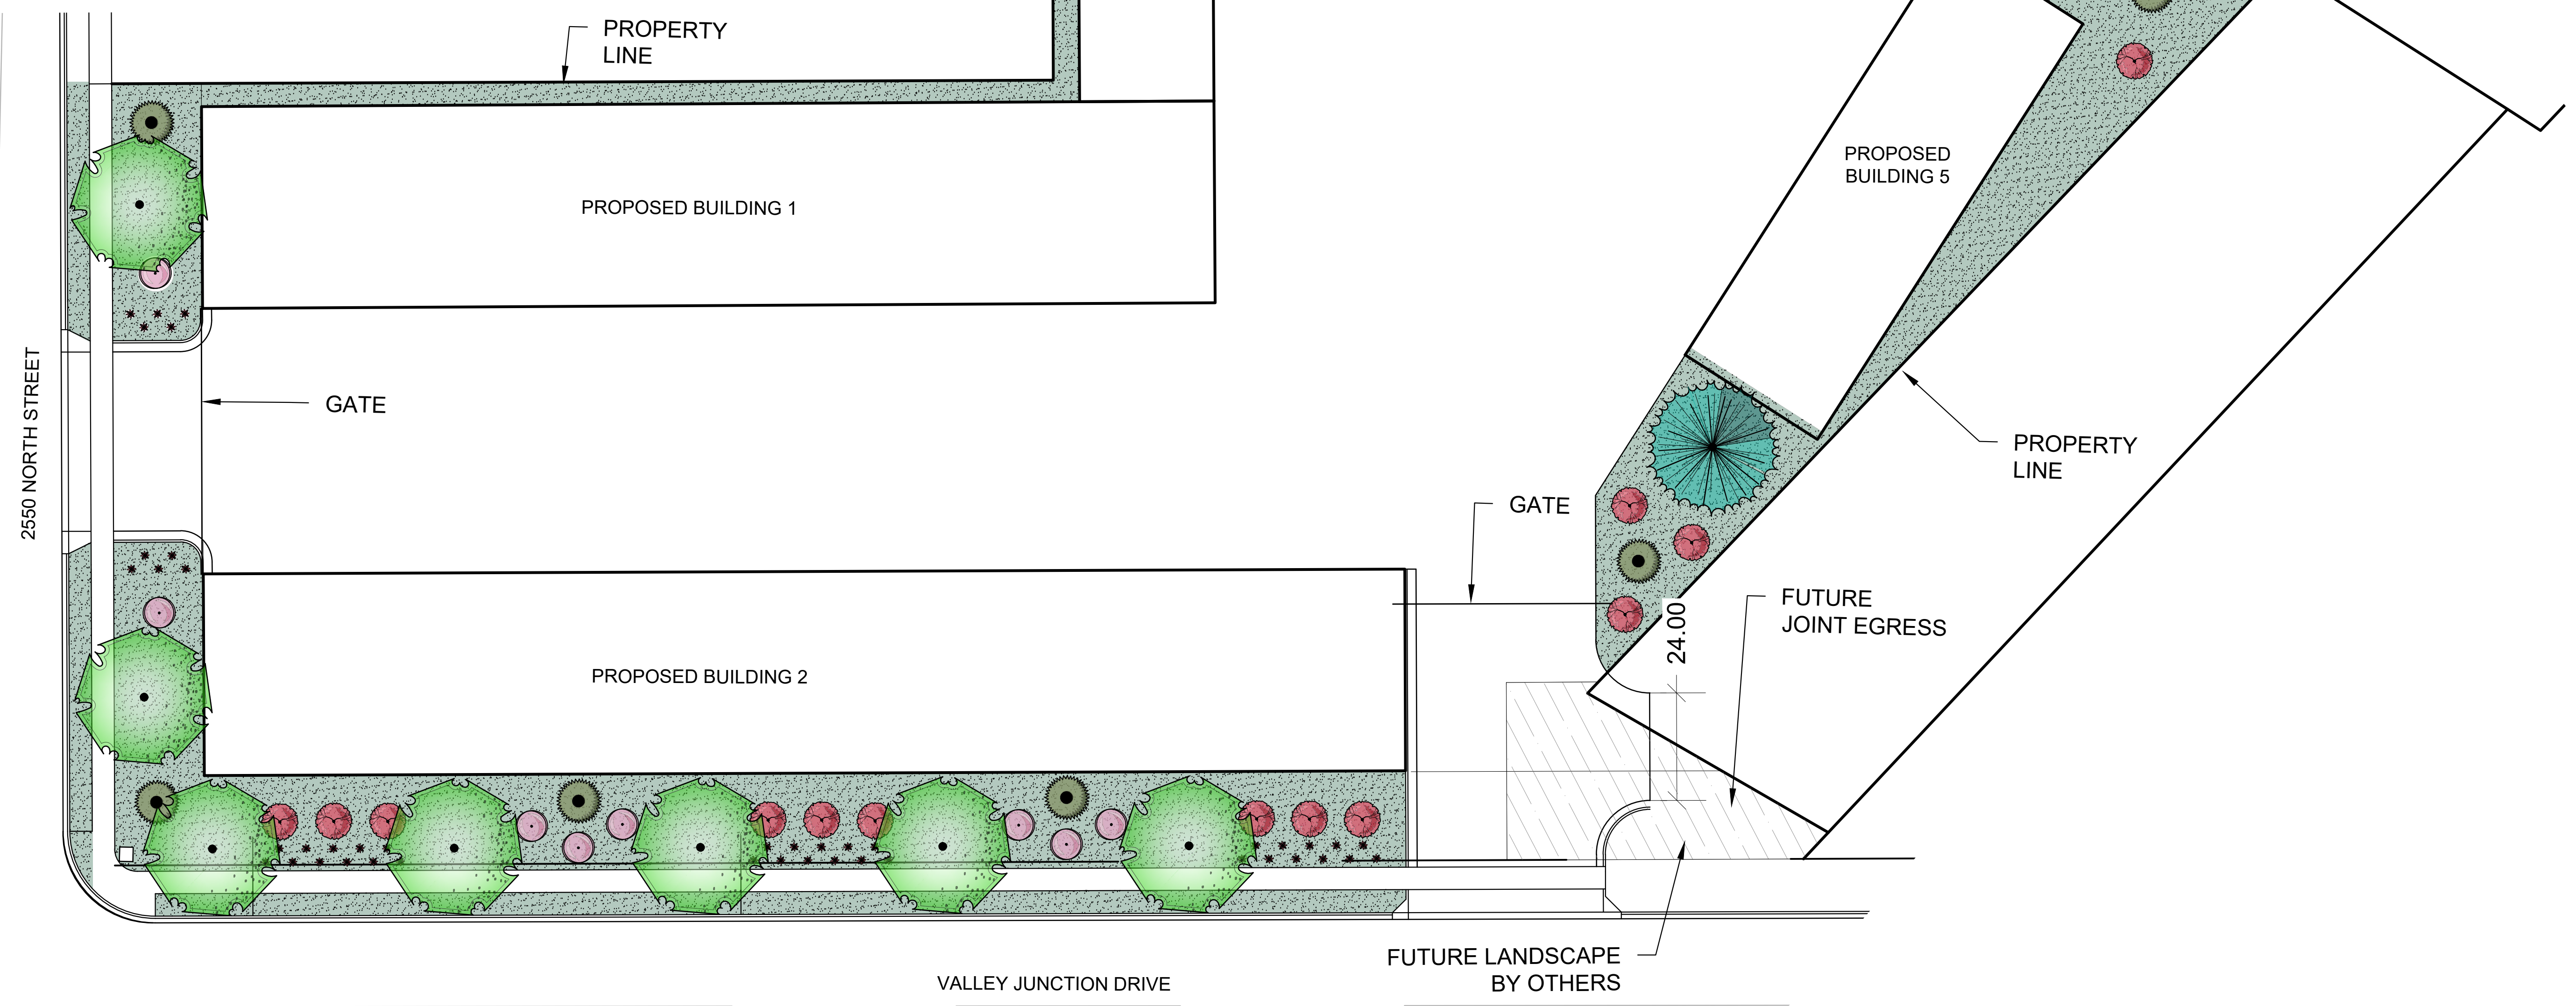 PROPERTY
LINE
PROPOSED
BUILDING 5
PROPOSED BUILDING 1
2550 NORTH STREET
GATE
PROPERTY
LINE
GATE
24.00
FUTURE
JOINT EGRESS
PROPOSED BUILDING 2
FUTURE LANDSCAPE
BY OTHERS
VALLEY JUNCTION DRIVE